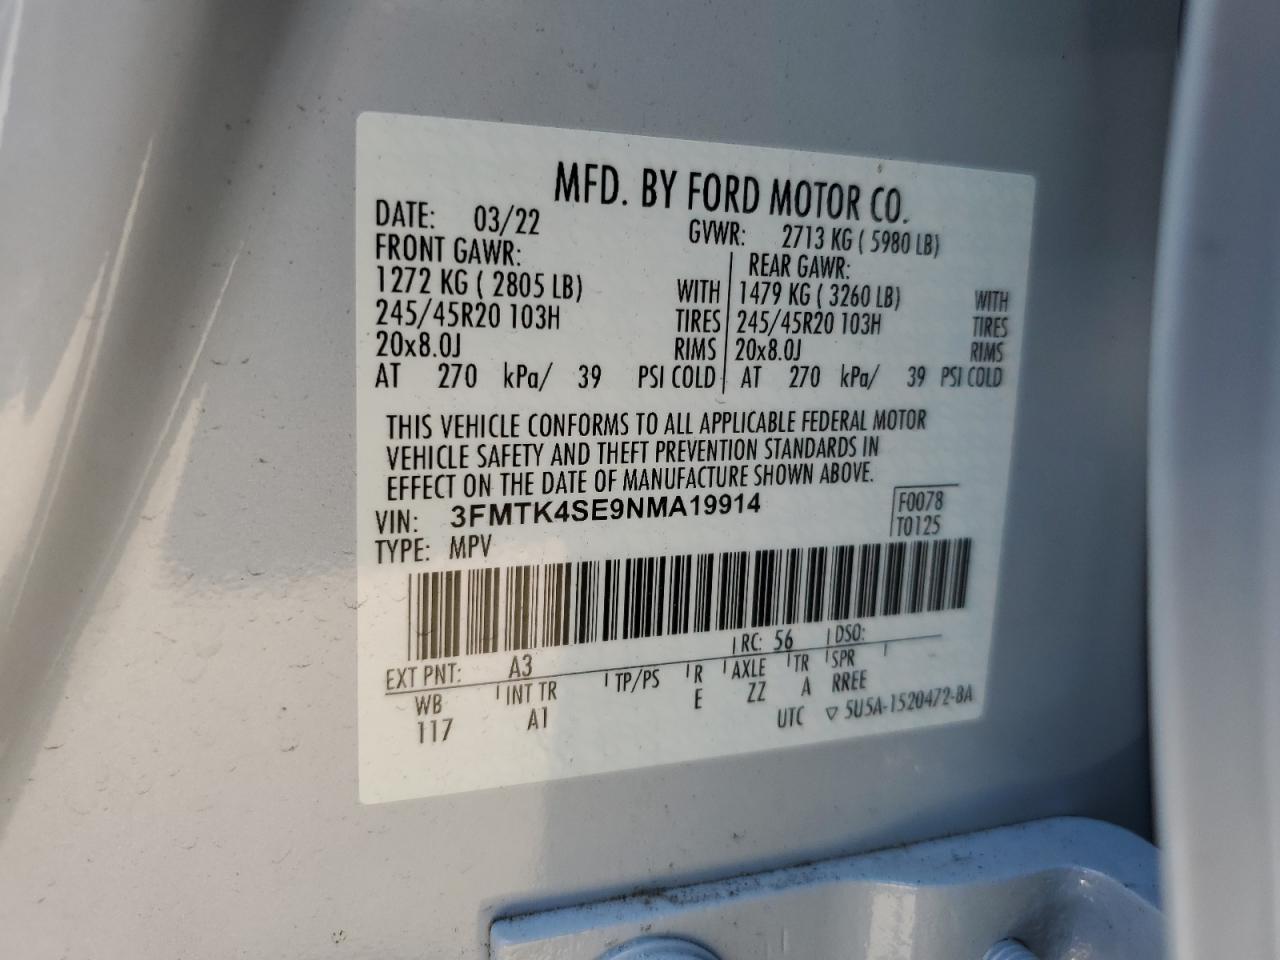 MFD. BY FORD MOTOR CO.
DATE: 03/22 GVWR: 2713 KG ( 5980 LB)
FRONT GAWR: REAR GAWR:
1272 KG ( 2805 LB) WITH 1479 KG ( 3260 LB) WITH
245/45R20 103H TIRES 245/45R20 103H TIRES
20x8.0J RIMS 20x8.0J RIMS
AT 270 kPa/ 39 PSI COLD AT 270 kPa/ 39 PSI COLD
THIS VEHICLE CONFORMS TO ALL APPLICABLE FEDERAL MOTOR
VEHICLE SAFETY AND THEFT PREVENTION STANDARDS IN
EFFECT ON THE DATE OF MANUFACTURE SHOWN ABOVE.
VIN: 3FMTK4SE9NMA19914 F0078
TYPE: MPV T0125
EXT PNT: A3 RC: 56 DSO:
WB INT TR TP/PS R AXLE TR SPR
117 A1 E ZZ A RREE
UTC ▽ 5U5A-1520472-BA